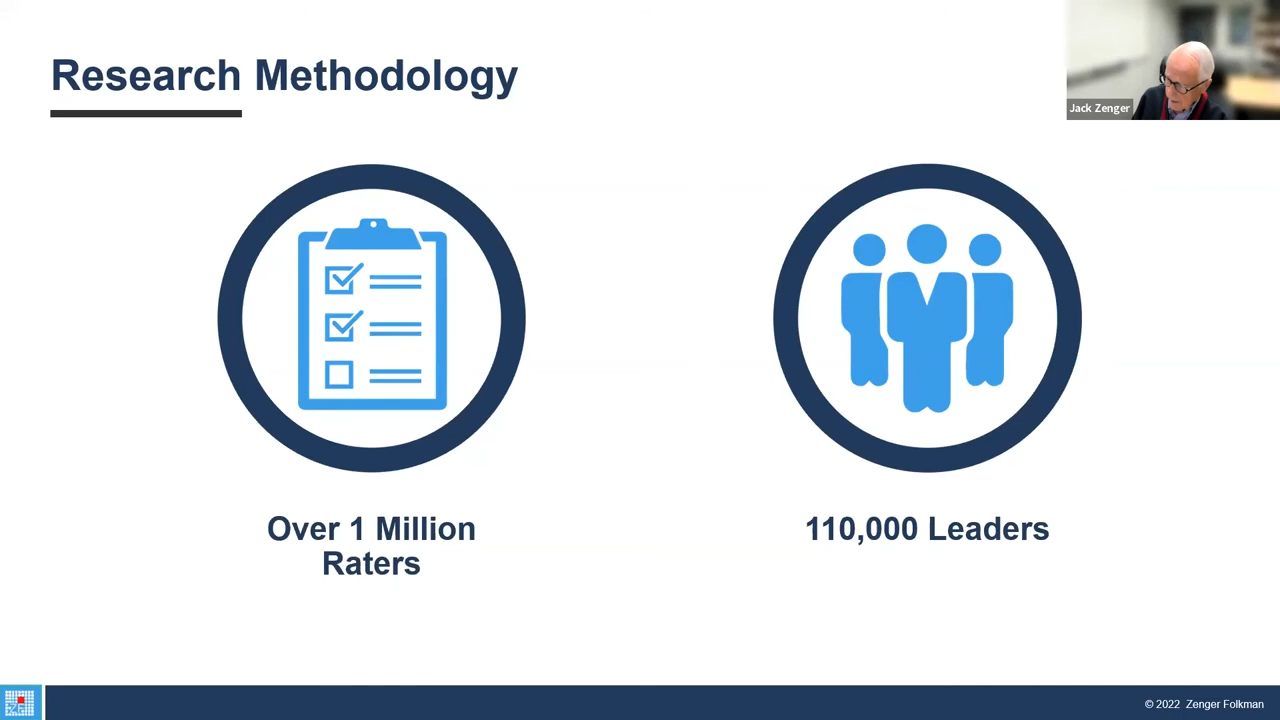 Research Methodology
Jack Zenger
Over 1 Million
Raters
110,000 Leaders
© 2022 Zenger Folkman